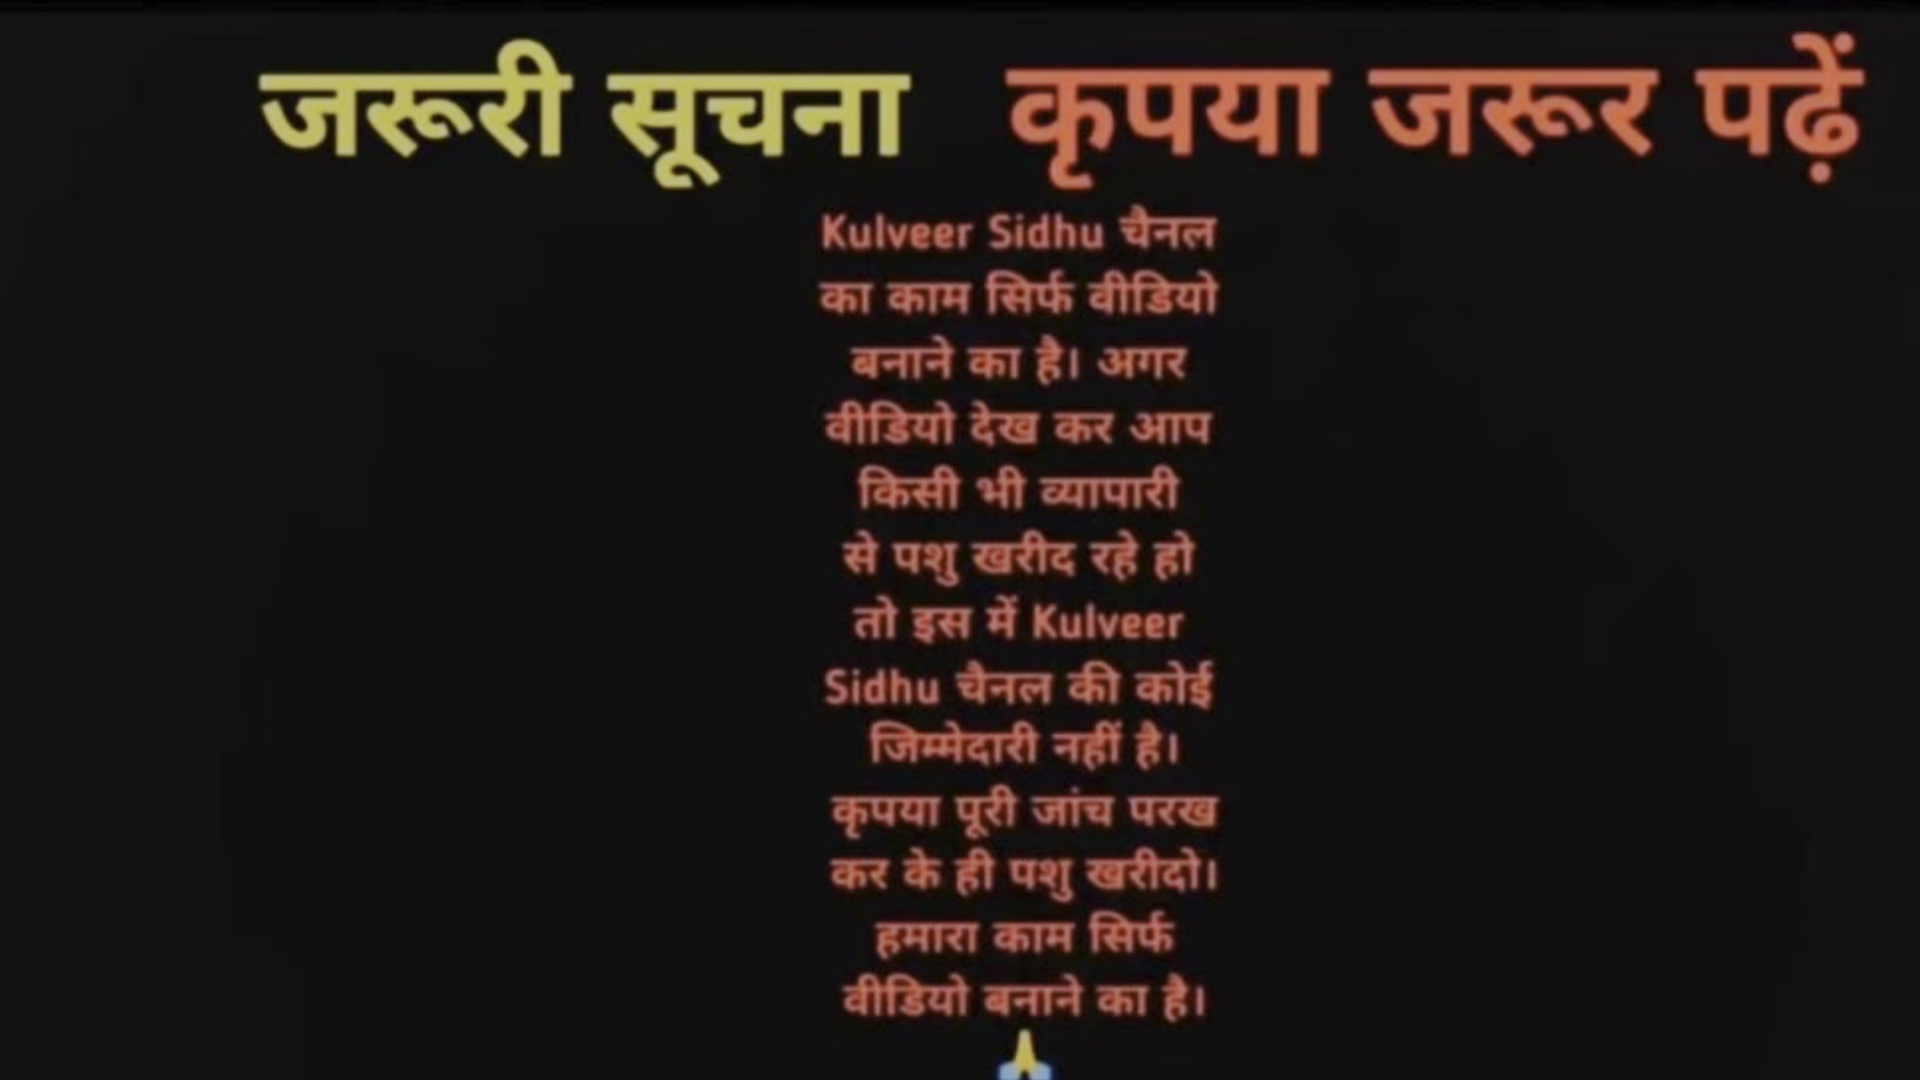 जरूरी सूचना कृपया जरूर पढ़ें
Kulveer Sidhu चैनल
का काम सिर्फ वीडियो
बनाने का है। अगर
वीडियो देख कर आप
किसी भी व्यापारी
से पशु खरीद रहे हो
तो इस में Kulveer
Sidhu चैनल की कोई
जिम्मेदारी नहीं है।
कृपया पूरी जांच परख
कर के ही पशु खरीदो।
हमारा काम सिर्फ
वीडियो बनाने का है।